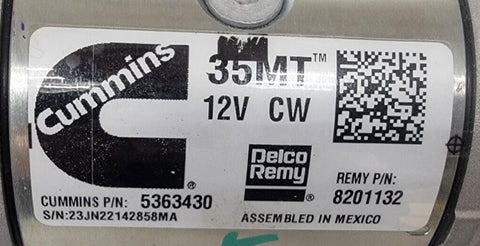 Cummins
35MT™
12V CW
Delco
Remy®
CUMMINS P/N: 5363430
REMY P/N:
8201132
S/N:23JN22142858MA
ASSEMBLED IN MEXICO